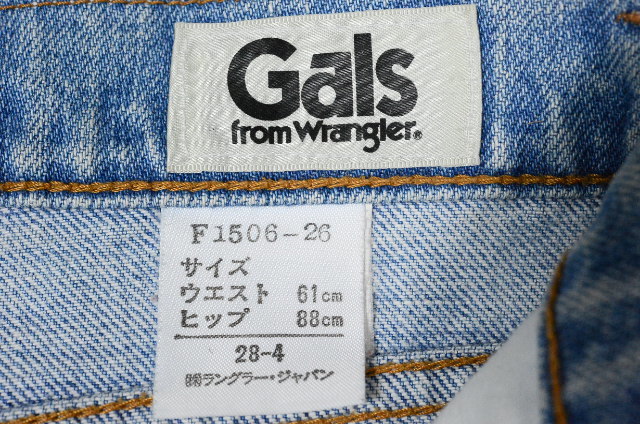 Gals
from Wrangler®
F1506-26
サイズ
ウエスト 61cm
ヒップ 88cm
28-4
㈱ラングラー・ジャパン